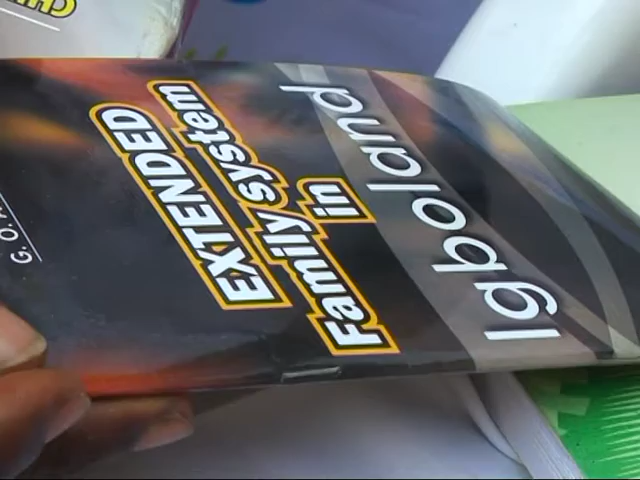 EXTENDED
Family system
in
Igboland
G. O.